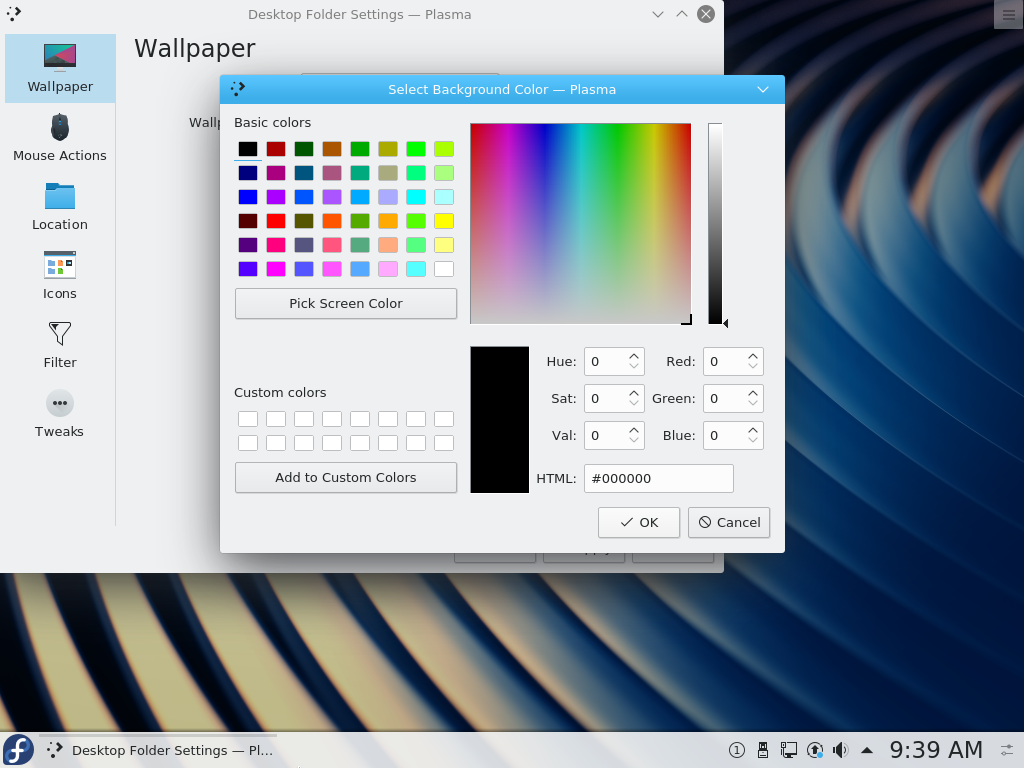 Desktop Folder Settings — Plasma
Wallpaper
Wallpaper
Mouse Actions
Location
Icons
Filter
Tweaks
Select Background Color — Plasma
Basic colors
Pick Screen Color
Custom colors
Add to Custom Colors
Hue: 0 Red: 0
Sat: 0 Green: 0
Val: 0 Blue: 0
HTML: #000000
OK Cancel
Desktop Folder Settings — Pl...
1
9:39 AM